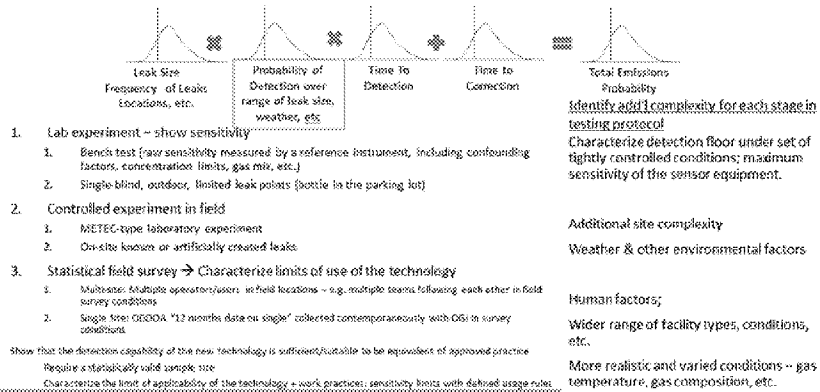 Leak Size
Frequency of Leaks
Locations, etc.
Probability of
Detection over
range of leak size,
weather, etc
Time To
Detection
Time to
Correction
Total Emissions
Probability
Identify add'l complexity for each stage in
testing protocol
1. Lab experiment – show sensitivity
1. Bench test (raw sensitivity measured by a reference instrument, including confounding
factors, concentration limits, gas mix, etc.)
2. Single-blind, outdoor, limited leak points (bottle in the parking lot)
Characterize detection floor under set of
tightly controlled conditions; maximum
sensitivity of the sensor equipment.
2. Controlled experiment in field
1. METEC-type laboratory experiment
2. On-site known or artificially created leaks
Additional site complexity
Weather & other environmental factors
3. Statistical field survey → Characterize limits of use of the technology
1. Multi-site: Multiple operators/users in field locations – e.g. multiple teams following each other in field
survey conditions
2. Single Site: OOOOA "12 months data on single" collected contemporaneously with OGI in survey
conditions
Human factors;
Wider range of facility types, conditions,
etc.
More realistic and varied conditions – gas
temperature, gas composition, etc.
Show that the detection capability of the new technology is sufficient/suitable to be equivalent of approved practice
Require a statistically valid sample size
Characterize the limit of applicability of the technology + work practices: sensitivity limits with defined usage rules